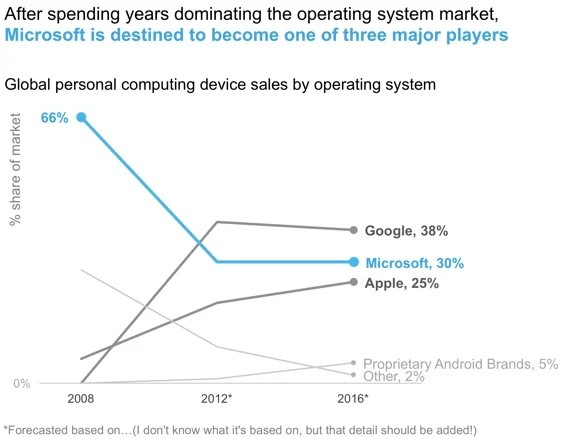 After spending years dominating the operating system market,
Microsoft is destined to become one of three major players
Global personal computing device sales by operating system
% share of market
66%
Google, 38%
Microsoft, 30%
Apple, 25%
Proprietary Android Brands, 5%
Other, 2%
0%
2008 2012* 2016*
*Forecasted based on…(I don't know what it's based on, but that detail should be added!)